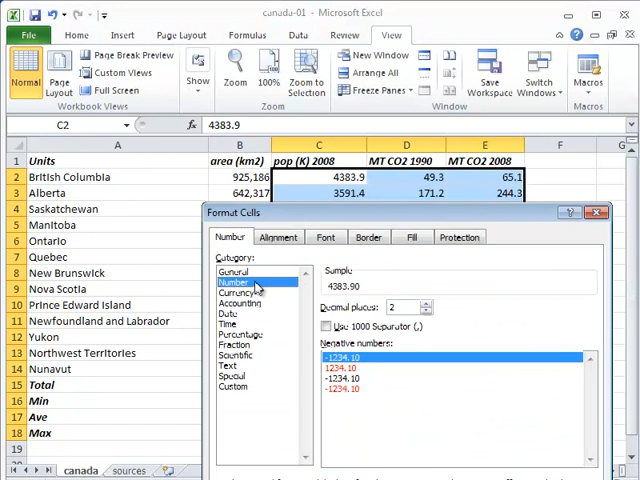 canada-01 - Microsoft Excel
File Home Insert Page Layout Formulas Data Review View
Normal
Page Layout
Page Break Preview
Custom Views
Full Screen
Show
Zoom
100%
Zoom to Selection
New Window
Arrange All
Freeze Panes
Save Workspace
Switch Windows
Macros
Workbook Views Zoom Window Macros
C2 fx 4383.9
A B C D E F G
1 Units area (km2) pop (K) 2008 MT CO2 1990 MT CO2 2008
2 British Columbia 925,186 4383.9 49.3 65.1
3 Alberta 642,317 3591.4 171.2 244.3
4 Saskatchewan
5 Manitoba
6 Ontario
7 Quebec
8 New Brunswick
9 Nova Scotia
10 Prince Edward Island
11 Newfoundland and Labrador
12 Yukon
13 Northwest Territories
14 Nunavut
15 Total
16 Min
17 Ave
18 Max
19
Format Cells
Number Alignment Font Border Fill Protection
Category:
General
Number
Currency
Accounting
Date
Time
Percentage
Fraction
Scientific
Text
Special
Custom
Sample
4383.90
Decimal places: 2
Use 1000 Separator (,)
Negative numbers:
-1234.10
1234.10
-1234.10
-1234.10
canada sources